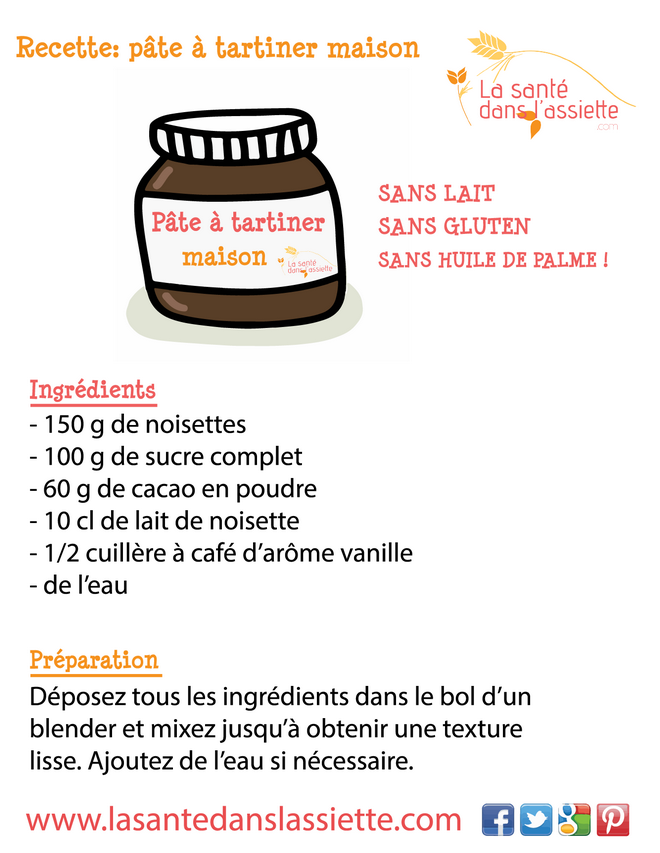 Recette: pâte à tartiner maison
La santé
dans l'assiette
.com
Pâte à tartiner
maison
La santé
dans l'assiette
SANS LAIT
SANS GLUTEN
SANS HUILE DE PALME !
Ingrédients
- 150 g de noisettes
- 100 g de sucre complet
- 60 g de cacao en poudre
- 10 cl de lait de noisette
- 1/2 cuillère à café d'arôme vanille
- de l'eau
Préparation
Déposez tous les ingrédients dans le bol d'un
blender et mixez jusqu'à obtenir une texture
lisse. Ajoutez de l'eau si nécessaire.
www.lasantedanslassiette.com